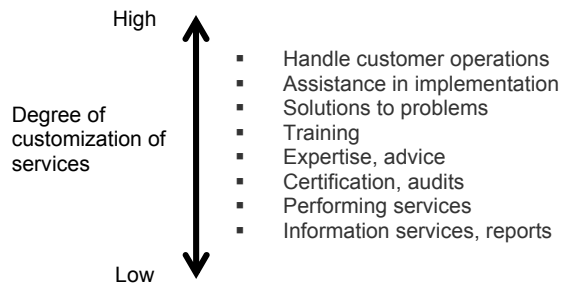 High
Degree of
customization of
services
▪ Handle customer operations
▪ Assistance in implementation
▪ Solutions to problems
▪ Training
▪ Expertise, advice
▪ Certification, audits
▪ Performing services
▪ Information services, reports
Low